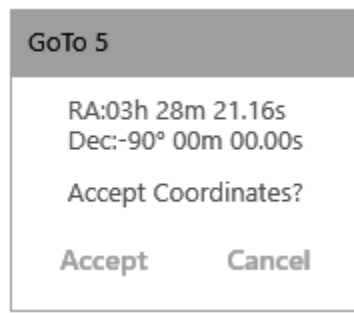 GoTo 5
RA:03h 28m 21.16s
Dec:-90° 00m 00.00s
Accept Coordinates?
Accept Cancel